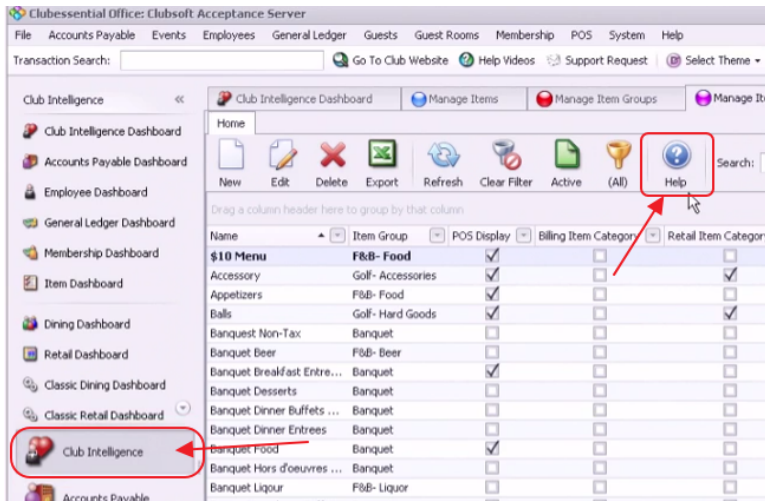 Clubessential Office: Clubsoft Acceptance Server
File Accounts Payable Events Employees General Ledger Guests Guest Rooms Membership POS System Help
Transaction Search: Go To Club Website Help Videos Support Request Select Theme
Club Intelligence «
Club Intelligence Dashboard
Accounts Payable Dashboard
Employee Dashboard
General Ledger Dashboard
Membership Dashboard
Item Dashboard
Dining Dashboard
Retail Dashboard
Classic Dining Dashboard
Classic Retail Dashboard
Club Intelligence
Accounts Payable
Club Intelligence Dashboard Manage Items Manage Item Groups Manage It
Home
New Edit Delete Export Refresh Clear Filter Active (All) Help Search:
Drag a column header here to group by that column
Name Item Group POS Display Billing Item Category Retail Item Categor
$10 Menu F&B- Food
Accessory Golf- Accessories
Appetizers F&B- Food
Balls Golf- Hard Goods
Banquest Non-Tax Banquet
Banquet Beer F&B- Beer
Banquet Breakfast Entre... Banquet
Banquet Desserts Banquet
Banquet Dinner Buffets ... Banquet
Banquet Dinner Entrees Banquet
Banquet Food Banquet
Banquet Hors d'oeuvres ... Banquet
Banquet Liqour F&B- Liquor